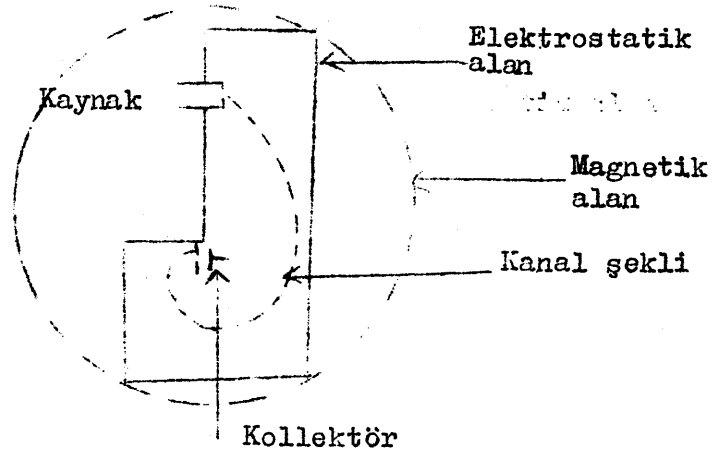 Elektrostatik
alan
Kaynak
Magnetik
alan
Kanal şekli
Kollektör